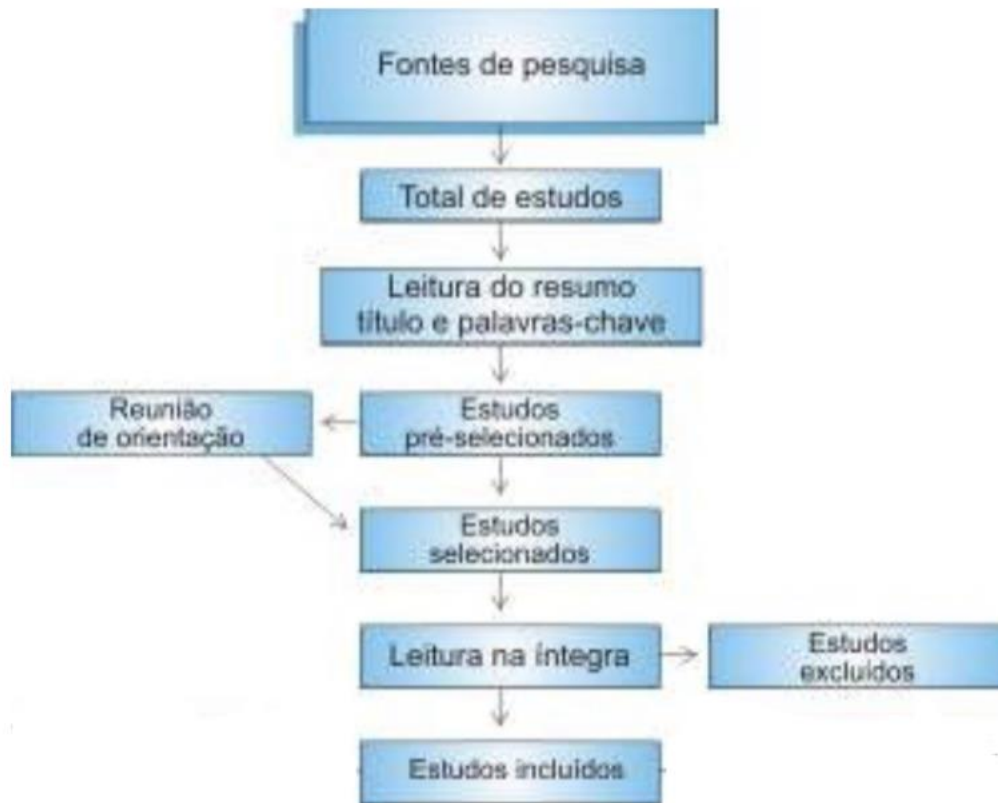 Fontes de pesquisa
Total de estudos
Leitura do resumo
título e palavras-chave
Reunião
de orientação
Estudos
pré-selecionados
Estudos
selecionados
Leitura na íntegra
Estudos
excluídos
Estudos incluídos